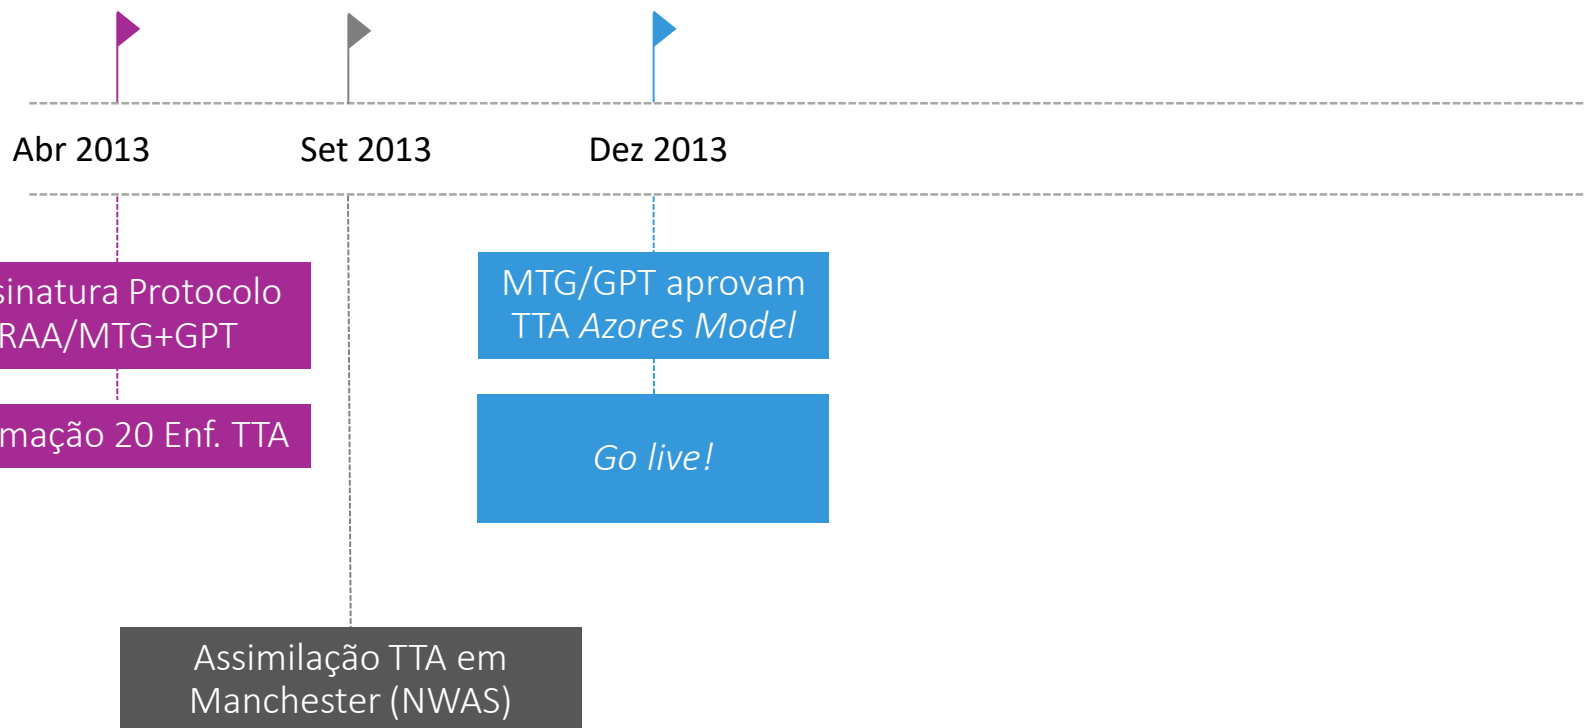 Abr 2013
Set 2013
Dez 2013
sinatura Protocolo
RAA/MTG+GPT
mação 20 Enf. TTA
MTG/GPT aprovam
TTA Azores Model
Go live!
Assimilação TTA em
Manchester (NWAS)